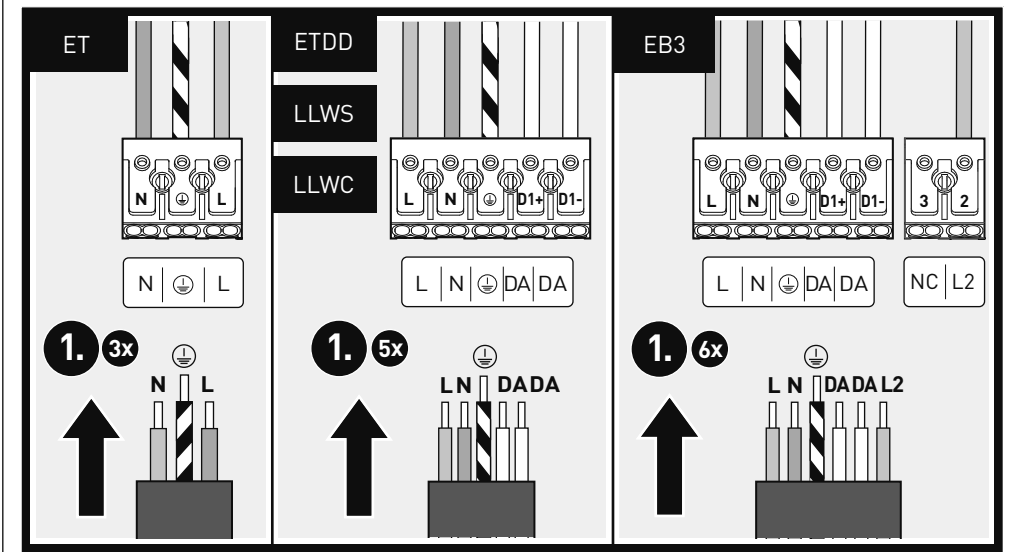 ET
N ⏚ L
N | ⏚ | L
1. 3x
⏚
N L
ETDD
LLWS
LLWC
L N ⏚ D1+ D1-
L | N | ⏚ | DA | DA
1. 5x
⏚
L N DA DA
EB3
L N ⏚ D1+ D1- 3 2
L | N | ⏚ | DA | DA NC | L2
1. 6x
⏚
L N DA DA L2